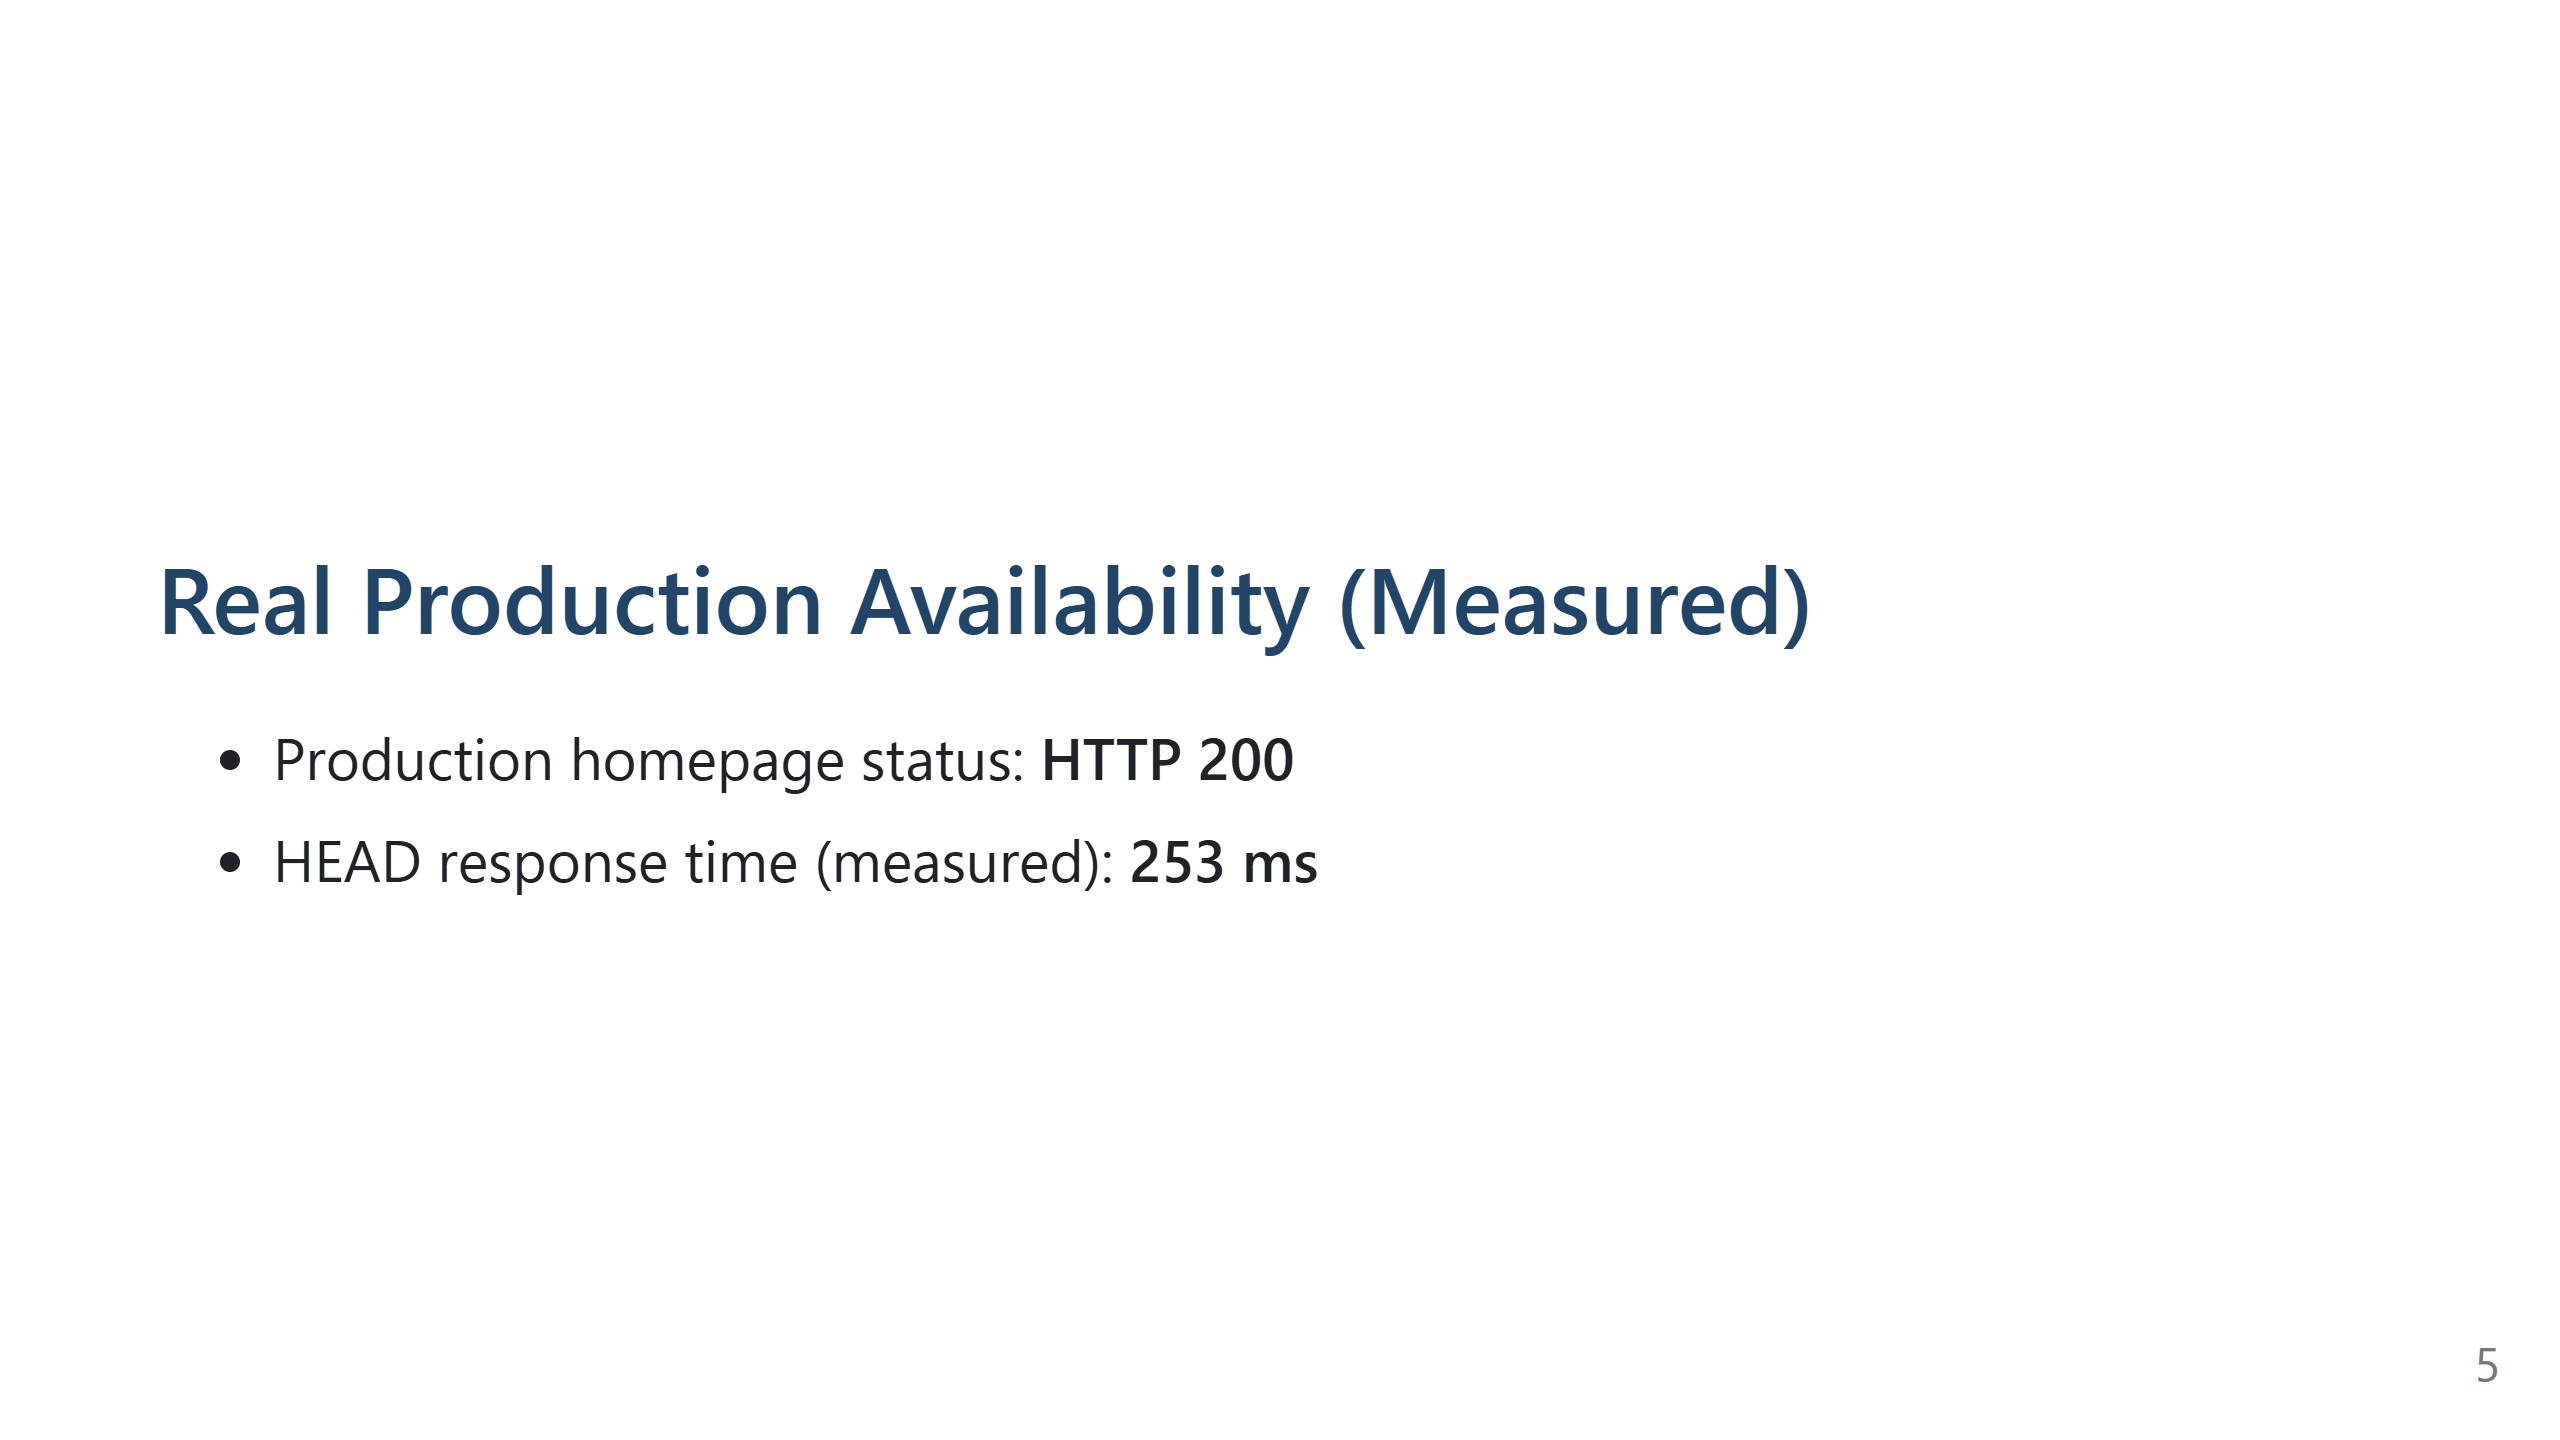 Real Production Availability (Measured)
• Production homepage status: HTTP 200
• HEAD response time (measured): 253 ms
5